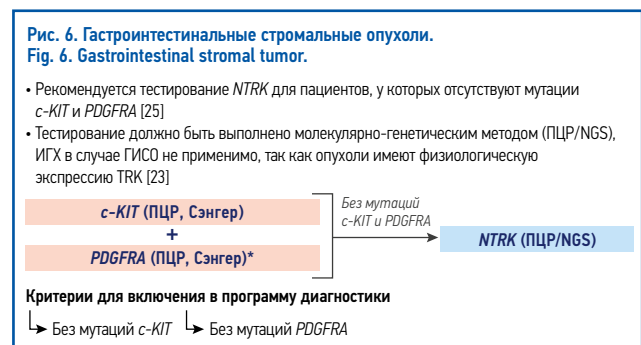 Рис. 6. Гастроинтестинальные стромальные опухоли.
Fig. 6. Gastrointestinal stromal tumor.
• Рекомендуется тестирование NTRK для пациентов, у которых отсутствуют мутации
c-KIT и PDGFRA [25]
• Тестирование должно быть выполнено молекулярно-генетическим методом (ПЦР/NGS),
ИГХ в случае ГИСО не применимо, так как опухоли имеют физиологическую
экспрессию TRK [23]
c-KIT (ПЦР, Сэнгер)
+
PDGFRA (ПЦР, Сэнгер)*
Без мутаций
c-KIT и PDGFRA
NTRK (ПЦР/NGS)
Критерии для включения в программу диагностики
Без мутаций c-KIT Без мутаций PDGFRA